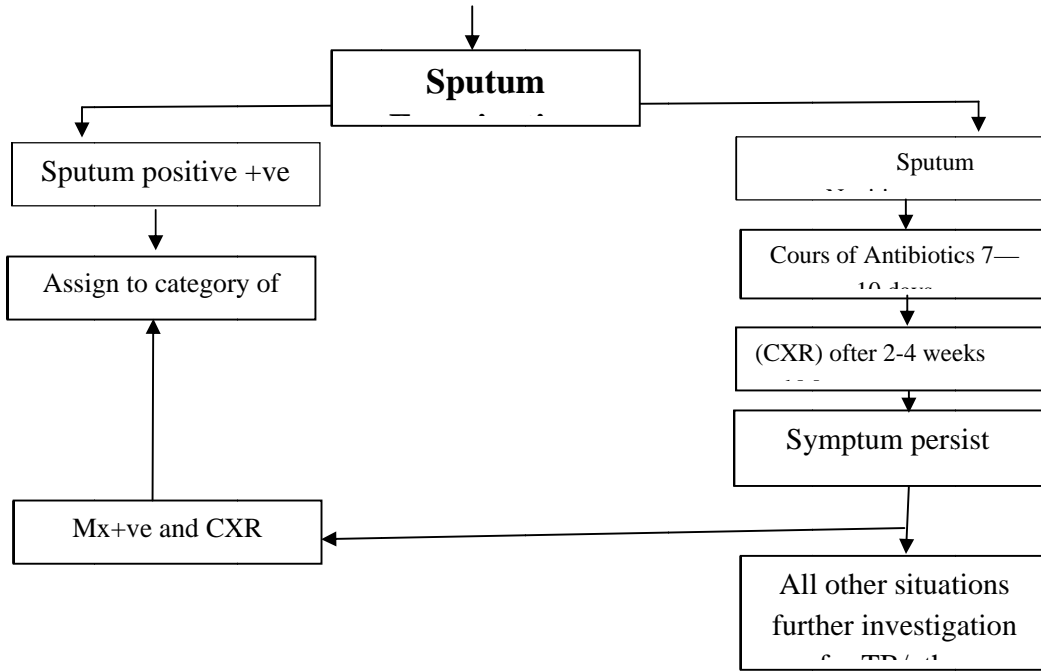 Sputum
Sputum positive +ve
Assign to category of
Sputum
Cours of Antibiotics 7—
(CXR) ofter 2-4 weeks
Symptum persist
Mx+ve and CXR
All other situations
further investigation